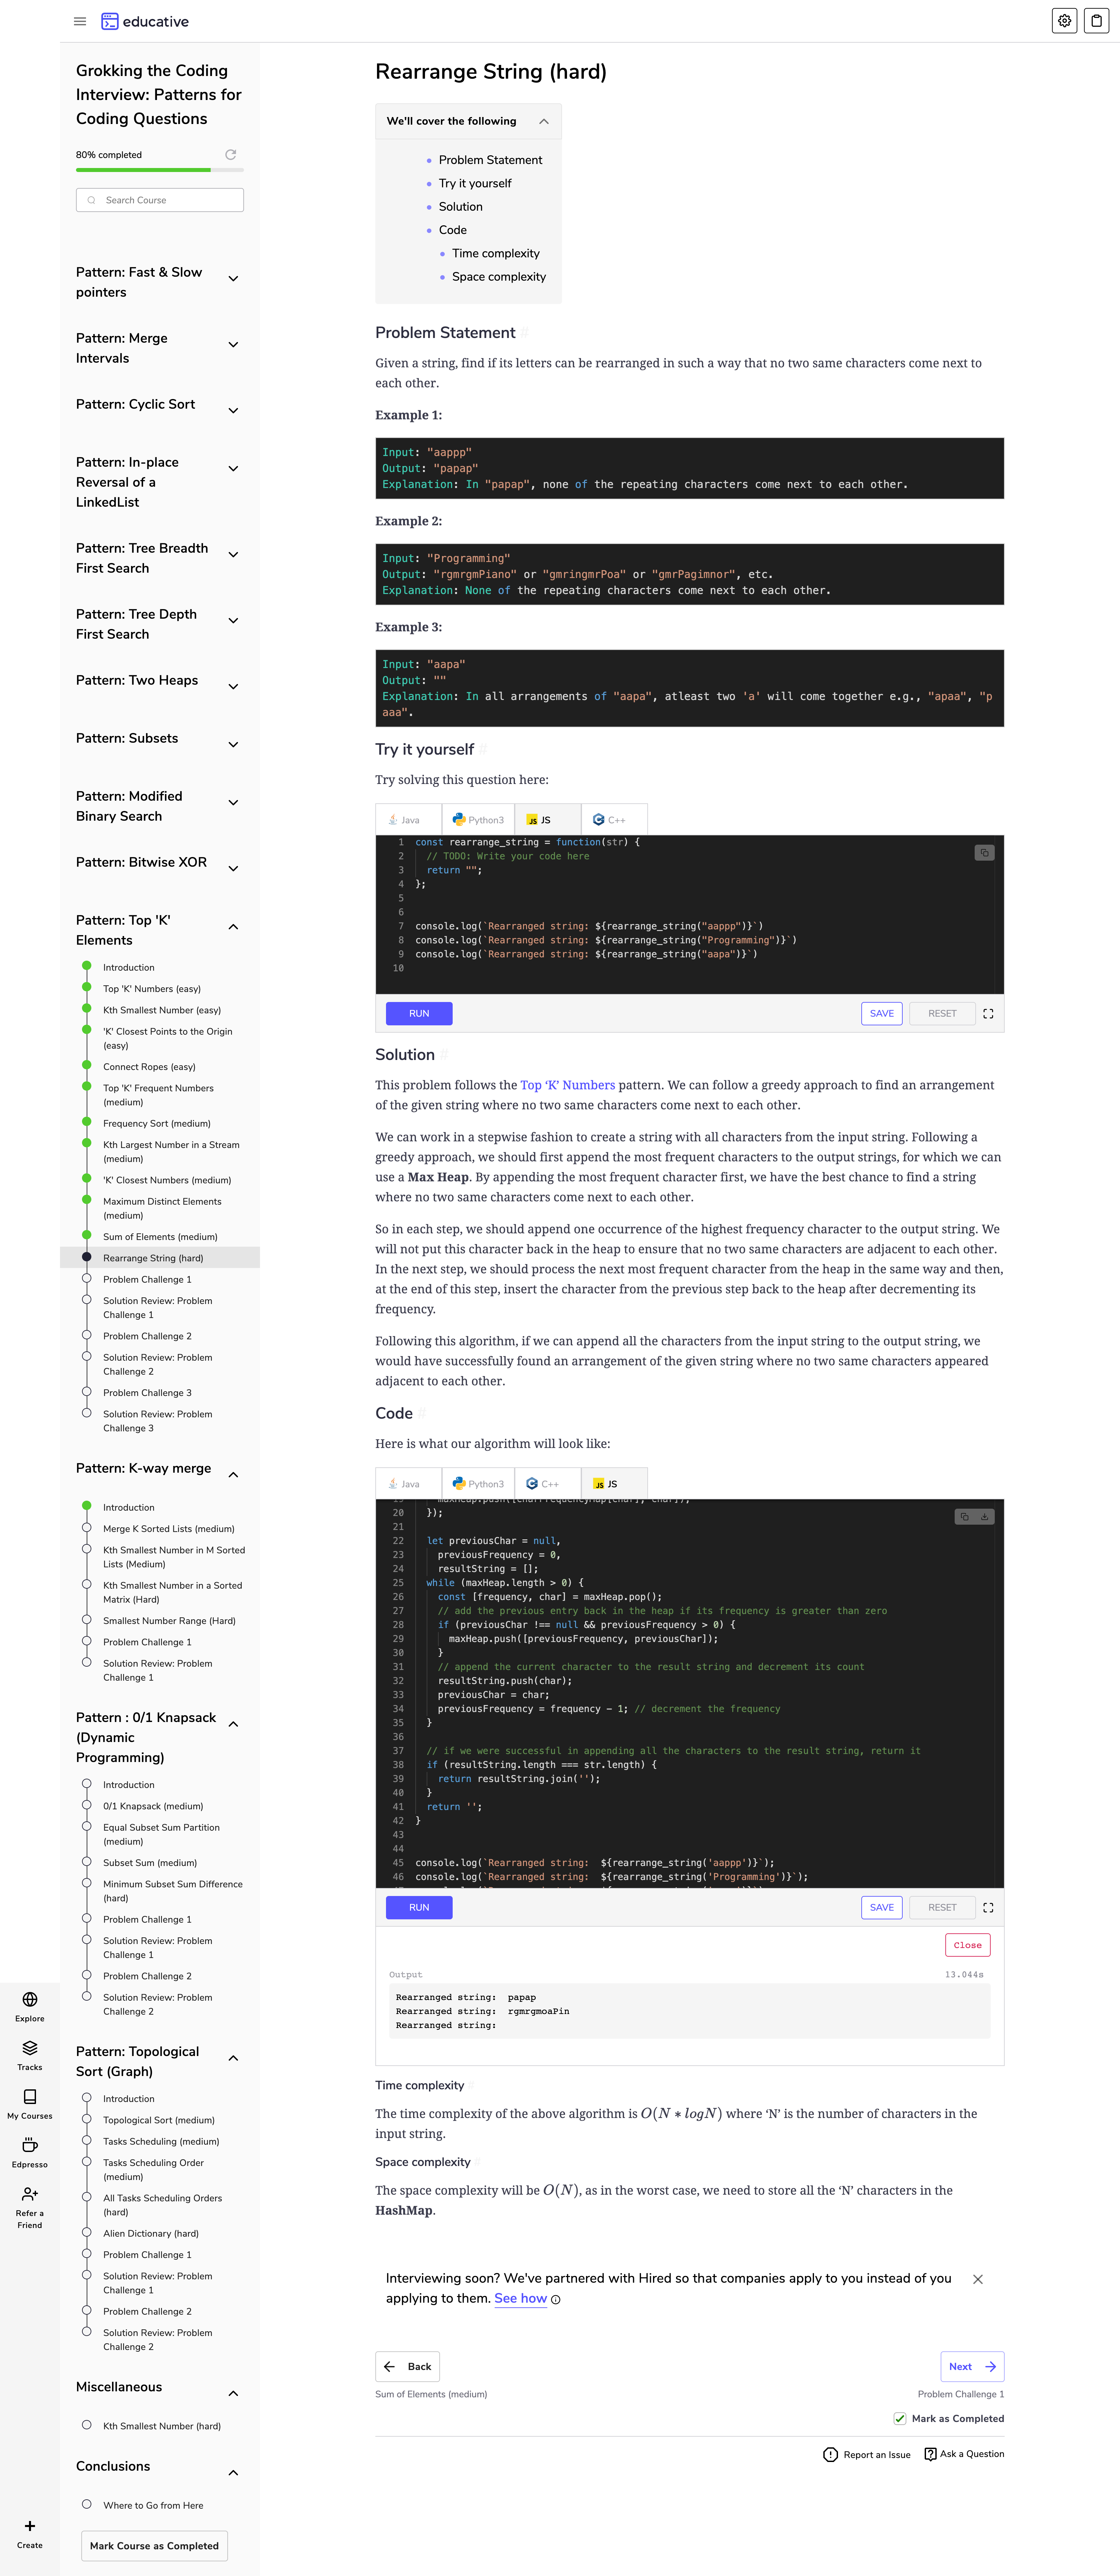 educative
Grokking the Coding
Interview: Patterns for
Coding Questions
80% completed
Search Course
Pattern: Fast & Slow
pointers
Pattern: Merge
Intervals
Pattern: Cyclic Sort
Pattern: In-place
Reversal of a
LinkedList
Pattern: Tree Breadth
First Search
Pattern: Tree Depth
First Search
Pattern: Two Heaps
Pattern: Subsets
Pattern: Modified
Binary Search
Pattern: Bitwise XOR
Pattern: Top 'K'
Elements
Introduction
Top 'K' Numbers (easy)
Kth Smallest Number (easy)
'K' Closest Points to the Origin
(easy)
Connect Ropes (easy)
Top 'K' Frequent Numbers
(medium)
Frequency Sort (medium)
Kth Largest Number in a Stream
(medium)
'K' Closest Numbers (medium)
Maximum Distinct Elements
(medium)
Sum of Elements (medium)
Rearrange String (hard)
Problem Challenge 1
Solution Review: Problem
Challenge 1
Problem Challenge 2
Solution Review: Problem
Challenge 2
Problem Challenge 3
Solution Review: Problem
Challenge 3
Pattern: K-way merge
Introduction
Merge K Sorted Lists (medium)
Kth Smallest Number in M Sorted
Lists (Medium)
Kth Smallest Number in a Sorted
Matrix (Hard)
Smallest Number Range (Hard)
Problem Challenge 1
Solution Review: Problem
Challenge 1
Pattern : 0/1 Knapsack
(Dynamic
Programming)
Introduction
0/1 Knapsack (medium)
Equal Subset Sum Partition
(medium)
Subset Sum (medium)
Minimum Subset Sum Difference
(hard)
Problem Challenge 1
Solution Review: Problem
Challenge 1
Problem Challenge 2
Solution Review: Problem
Challenge 2
Pattern: Topological
Sort (Graph)
Introduction
Topological Sort (medium)
Tasks Scheduling (medium)
Tasks Scheduling Order
(medium)
All Tasks Scheduling Orders
(hard)
Alien Dictionary (hard)
Problem Challenge 1
Solution Review: Problem
Challenge 1
Problem Challenge 2
Solution Review: Problem
Challenge 2
Miscellaneous
Kth Smallest Number (hard)
Conclusions
Where to Go from Here
Mark Course as Completed
Explore
Tracks
My Courses
Edpresso
Refer a
Friend
Create
Rearrange String (hard)
We'll cover the following
Problem Statement
Try it yourself
Solution
Code
Time complexity
Space complexity
Problem Statement #
Given a string, find if its letters can be rearranged in such a way that no two same characters come next to
each other.
Example 1:
Input: "aappp"
Output: "papap"
Explanation: In "papap", none of the repeating characters come next to each other.
Example 2:
Input: "Programming"
Output: "rgmrgmPiano" or "gmringmrPoa" or "gmrPagimnor", etc.
Explanation: None of the repeating characters come next to each other.
Example 3:
Input: "aapa"
Output: ""
Explanation: In all arrangements of "aapa", atleast two 'a' will come together e.g., "apaa", "p
aaa".
Try it yourself #
Try solving this question here:
Java Python3 JS C++
1 const rearrange_string = function(str) {
2 // TODO: Write your code here
3 return "";
4 };
5
6
7 console.log(`Rearranged string: ${rearrange_string("aappp")}`)
8 console.log(`Rearranged string: ${rearrange_string("Programming")}`)
9 console.log(`Rearranged string: ${rearrange_string("aapa")}`)
10
RUN SAVE RESET
Solution #
This problem follows the Top ‘K’ Numbers pattern. We can follow a greedy approach to find an arrangement
of the given string where no two same characters come next to each other.
We can work in a stepwise fashion to create a string with all characters from the input string. Following a
greedy approach, we should first append the most frequent characters to the output strings, for which we can
use a Max Heap. By appending the most frequent character first, we have the best chance to find a string
where no two same characters come next to each other.
So in each step, we should append one occurrence of the highest frequency character to the output string. We
will not put this character back in the heap to ensure that no two same characters are adjacent to each other.
In the next step, we should process the next most frequent character from the heap in the same way and then,
at the end of this step, insert the character from the previous step back to the heap after decrementing its
frequency.
Following this algorithm, if we can append all the characters from the input string to the output string, we
would have successfully found an arrangement of the given string where no two same characters appeared
adjacent to each other.
Code #
Here is what our algorithm will look like:
Java Python3 C++ JS
20 });
21
22 let previousChar = null,
23 previousFrequency = 0,
24 resultString = [];
25 while (maxHeap.length > 0) {
26 const [frequency, char] = maxHeap.pop();
27 // add the previous entry back in the heap if its frequency is greater than zero
28 if (previousChar !== null && previousFrequency > 0) {
29 maxHeap.push([previousFrequency, previousChar]);
30 }
31 // append the current character to the result string and decrement its count
32 resultString.push(char);
33 previousChar = char;
34 previousFrequency = frequency - 1; // decrement the frequency
35 }
36
37 // if we were successful in appending all the characters to the result string, return it
38 if (resultString.length === str.length) {
39 return resultString.join('');
40 }
41 return '';
42 }
43
44
45 console.log(`Rearranged string:  ${rearrange_string('aappp')}`);
46 console.log(`Rearranged string:  ${rearrange_string('Programming')}`);
RUN SAVE RESET
Close
Output 13.044s
Rearranged string:  papap
Rearranged string:  rgmrgmoaPin
Rearranged string:
Time complexity #
The time complexity of the above algorithm is O(N ∗ logN) where ‘N’ is the number of characters in the
input string.
Space complexity #
The space complexity will be O(N), as in the worst case, we need to store all the ‘N’ characters in the
HashMap.
Interviewing soon? We've partnered with Hired so that companies apply to you instead of you
applying to them. See how
Back Next
Sum of Elements (medium) Problem Challenge 1
Mark as Completed
Report an Issue Ask a Question